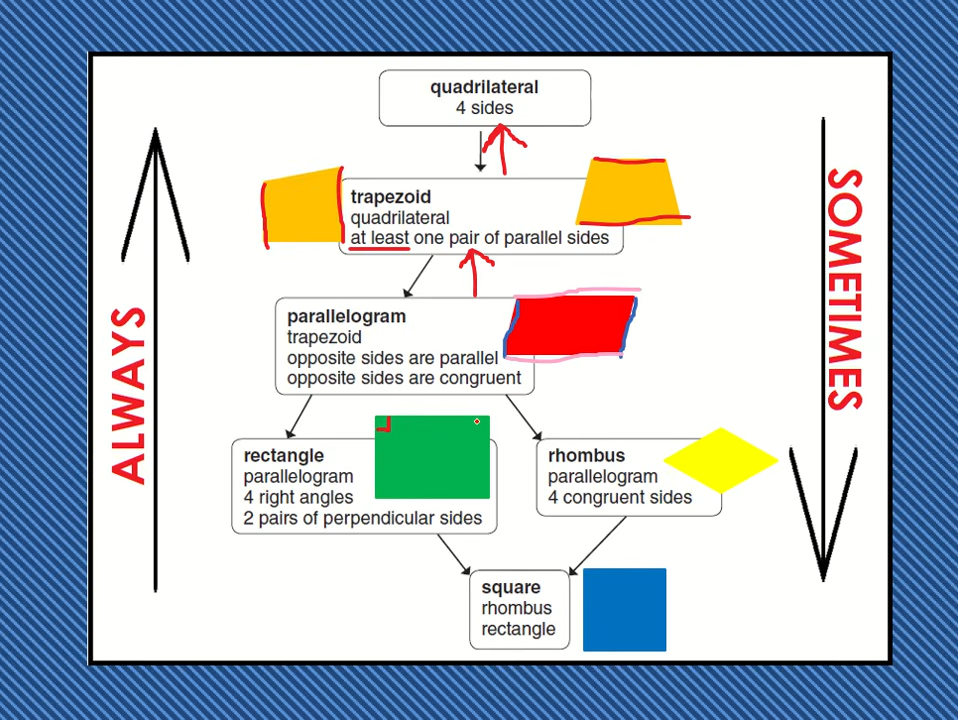 quadrilateral
4 sides
trapezoid
quadrilateral
at least one pair of parallel sides
parallelogram
trapezoid
opposite sides are parallel
opposite sides are congruent
rectangle
parallelogram
4 right angles
2 pairs of perpendicular sides
rhombus
parallelogram
4 congruent sides
square
rhombus
rectangle
ALWAYS
SOMETIMES